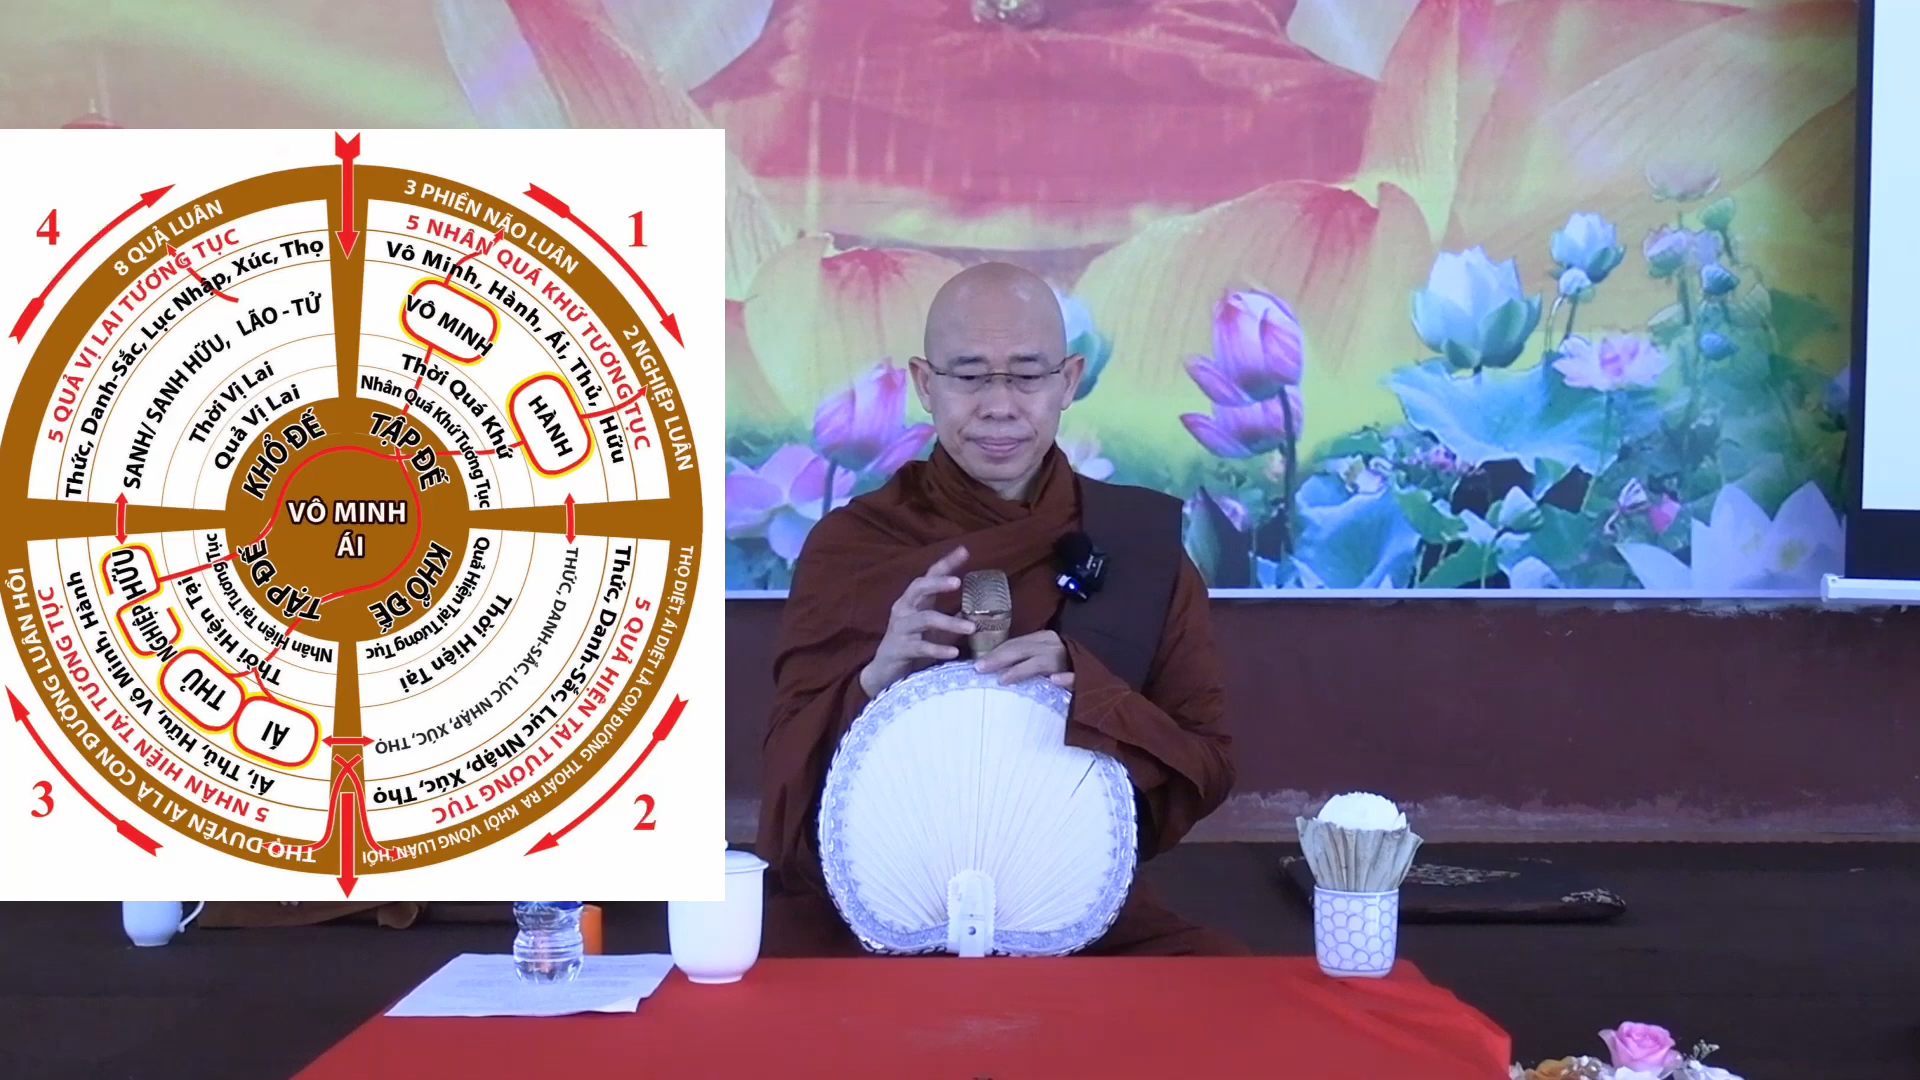 4
8 QUẢ LUÂN
5 QUẢ VỊ LAI TƯƠNG TỤC
Thức, Danh-Sắc, Lục Nhập, Xúc, Thọ
SANH/ SANH HỮU, LÃO - TỬ
Thời Vị Lai
Quả Vị Lai
KHỔ ĐẾ
1
3 PHIỀN NÃO LUÂN
2 NGHIỆP LUÂN
5 NHÂN QUÁ KHỨ TƯƠNG TỤC
Vô Minh, Hành, Ái, Thủ, Hữu
VÔ MINH
HÀNH
Thời Quá Khứ
Nhân Quá Khứ Tương Tục
TẬP ĐẾ
VÔ MINH
ÁI
2
THỌ DIỆT, ÁI DIỆT LÀ CON ĐƯỜNG THOÁT RA KHỎI VÒNG LUÂN HỒI
5 QUẢ HIỆN TẠI TƯƠNG TỤC
Thức, Danh-Sắc, Lục Nhập, Xúc, Thọ
THỨC, DANH-SẮC, LỤC NHẬP, XÚC, THỌ
Thời Hiện Tại
Quả Hiện Tại Tương Tục
KHỔ ĐẾ
3
THỌ DUYÊN ÁI LÀ CON ĐƯỜNG LUÂN HỒI
5 NHÂN HIỆN TẠI TƯƠNG TỤC
Ái, Thủ, Hữu, Vô Minh, Hành
ÁI
THỦ
NGHIỆP HỮU
Thời Hiện Tại
Nhân Hiện Tại Tương Tục
TẬP ĐẾ